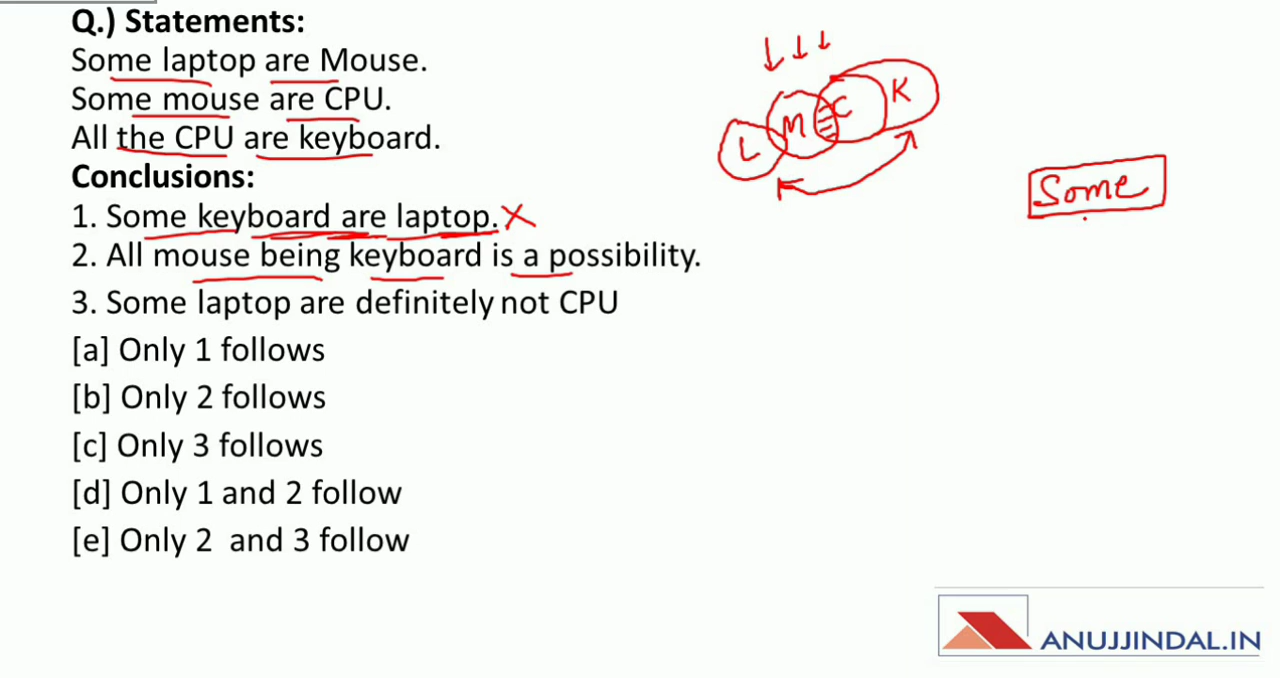 Q.) Statements:
Some laptop are Mouse.
Some mouse are CPU.
All the CPU are keyboard.
Conclusions:
1. Some keyboard are laptop.
2. All mouse being keyboard is a possibility.
3. Some laptop are definitely not CPU
[a] Only 1 follows
[b] Only 2 follows
[c] Only 3 follows
[d] Only 1 and 2 follow
[e] Only 2 and 3 follow
L M C K
Some
ANUJJINDAL.IN